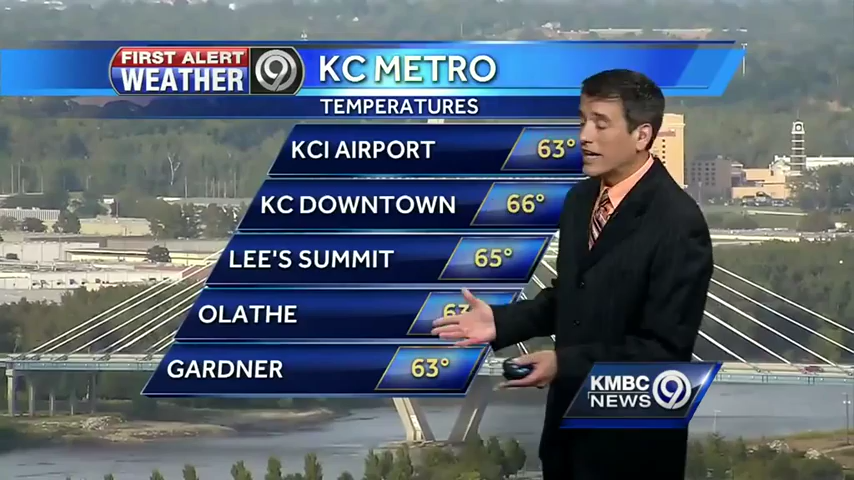 FIRST ALERT
WEATHER 9
KC METRO
TEMPERATURES
KCI AIRPORT 63°
KC DOWNTOWN 66°
LEE'S SUMMIT 65°
OLATHE 63
GARDNER 63°
KMBC 9
NEWS